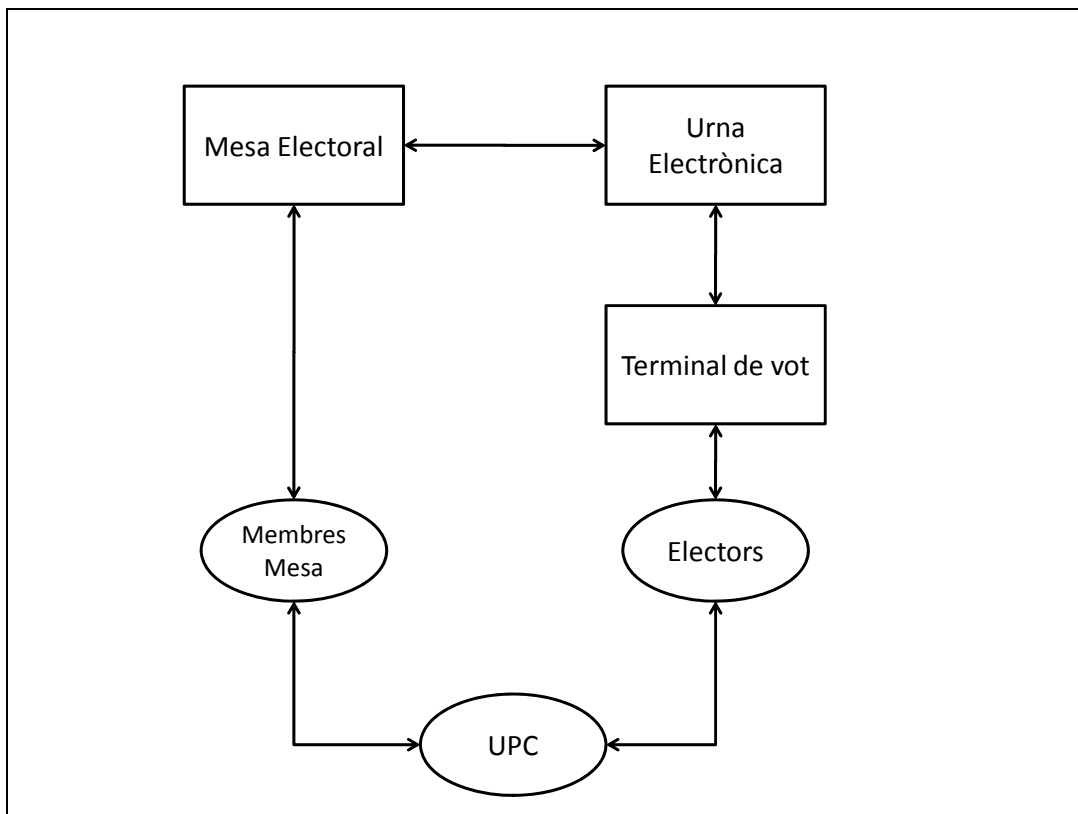 Mesa Electoral
Urna
Electrònica
Terminal de vot
Membres
Mesa
Electors
UPC